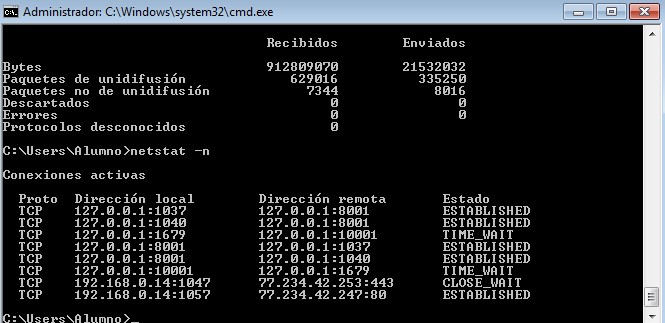 Administrador: C:\Windows\system32\cmd.exe
Recibidos Enviados
Bytes 912809070 21532032
Paquetes de unidifusión 629016 335250
Paquetes no de unidifusión 7344 8016
Descartados 0 0
Errores 0 0
Protocolos desconocidos 0
C:\Users\Alumno>netstat -n
Conexiones activas
Proto Dirección local Dirección remota Estado
TCP 127.0.0.1:1037 127.0.0.1:8001 ESTABLISHED
TCP 127.0.0.1:1040 127.0.0.1:8001 ESTABLISHED
TCP 127.0.0.1:1679 127.0.0.1:10001 TIME_WAIT
TCP 127.0.0.1:8001 127.0.0.1:1037 ESTABLISHED
TCP 127.0.0.1:8001 127.0.0.1:1040 ESTABLISHED
TCP 127.0.0.1:10001 127.0.0.1:1679 TIME_WAIT
TCP 192.168.0.14:1047 77.234.42.253:443 CLOSE_WAIT
TCP 192.168.0.14:1057 77.234.42.247:80 ESTABLISHED
C:\Users\Alumno>_